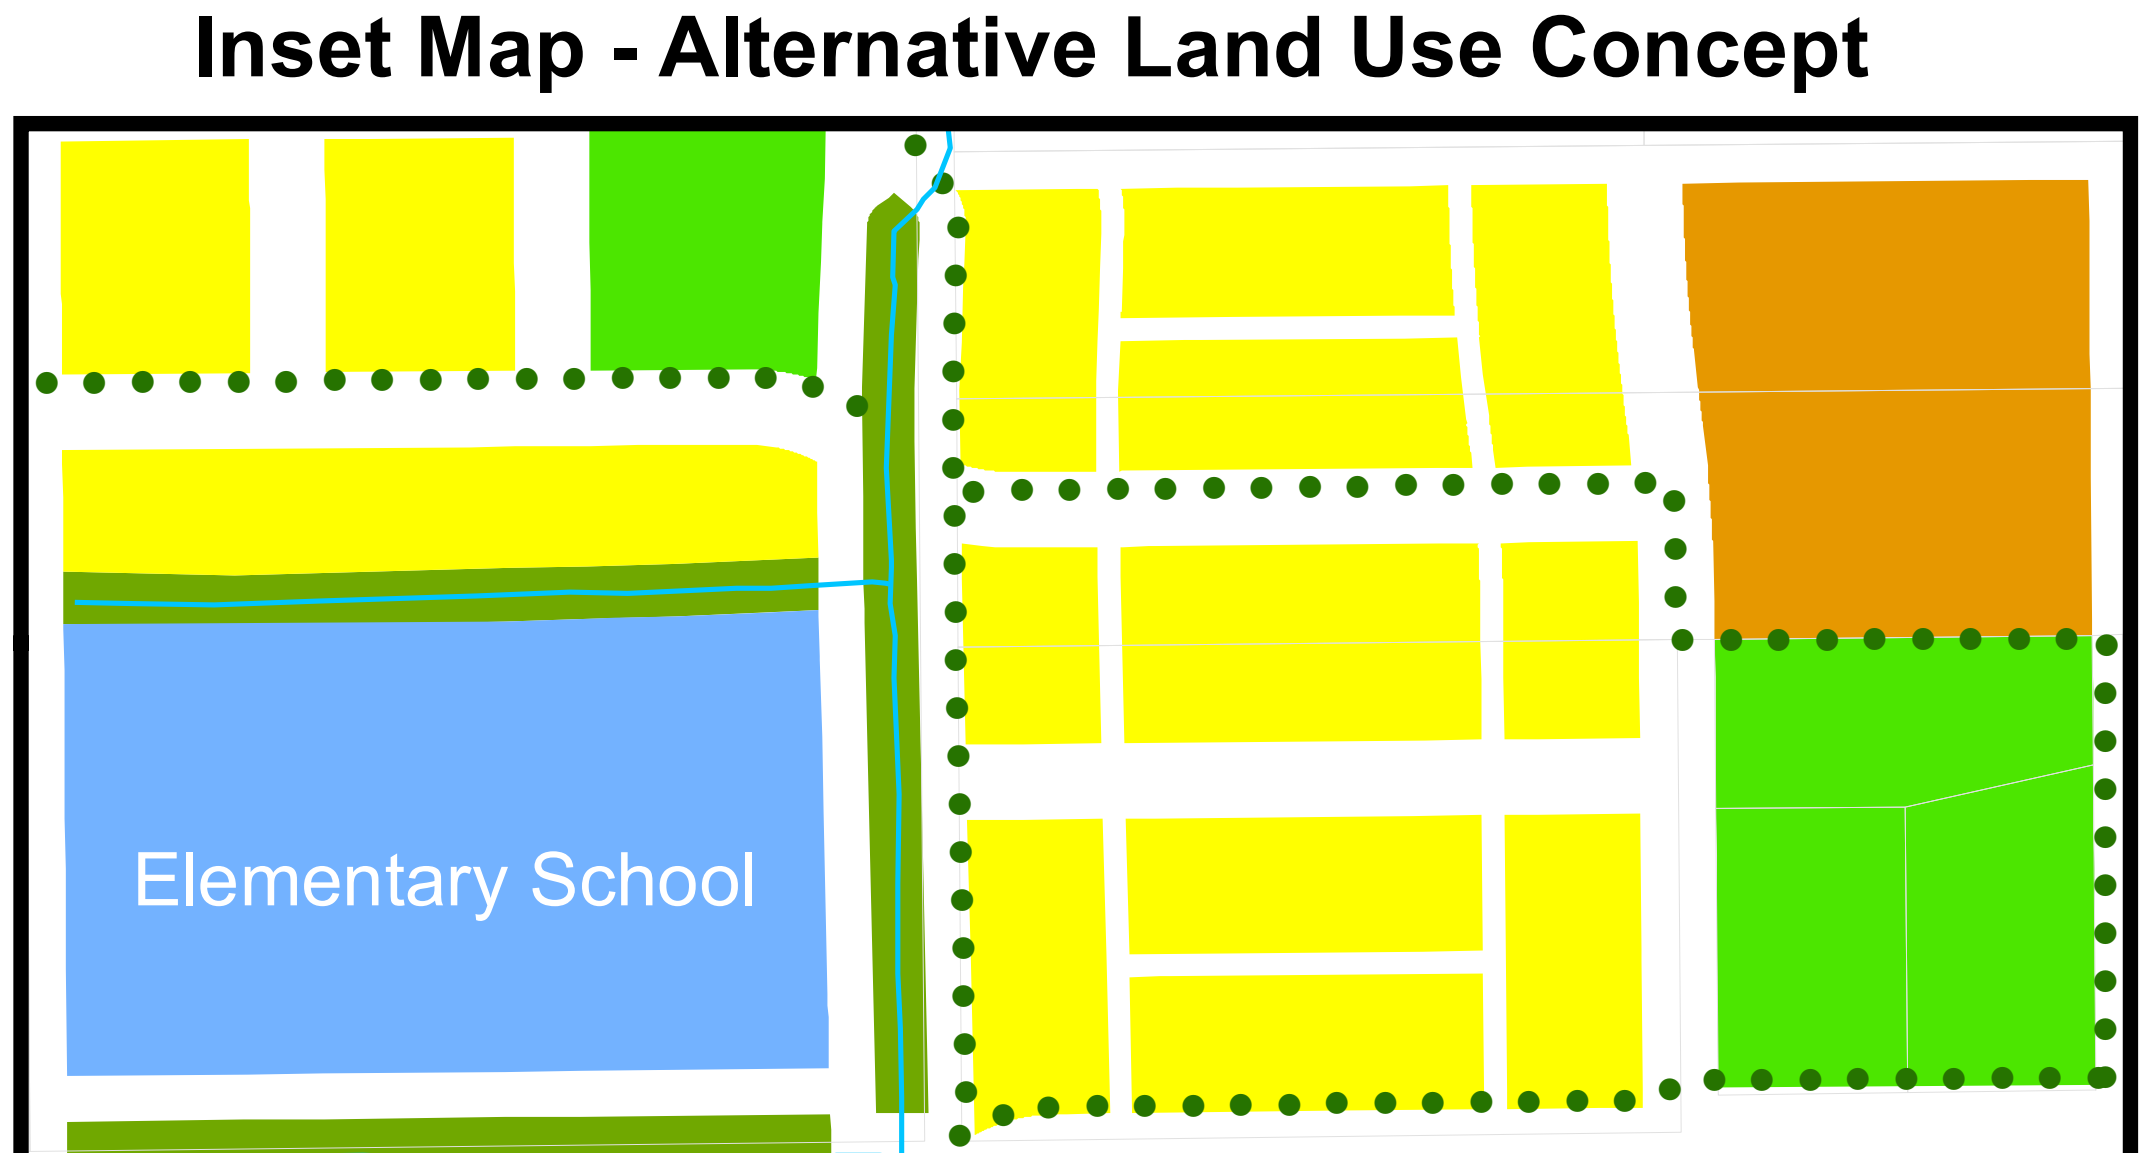 Inset Map - Alternative Land Use Concept
Elementary School